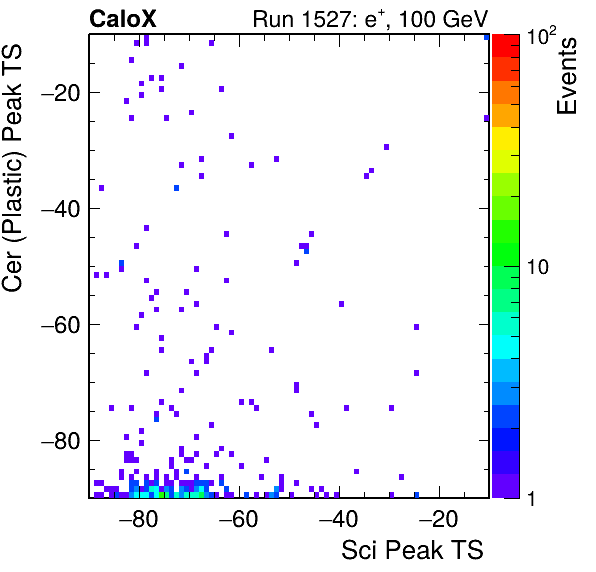 CaloX Run 1527: e⁺, 100 GeV
Cer (Plastic) Peak TS
−20
−40
−60
−80
−80 −60 −40 −20
Sci Peak TS
10²
10
1
Events